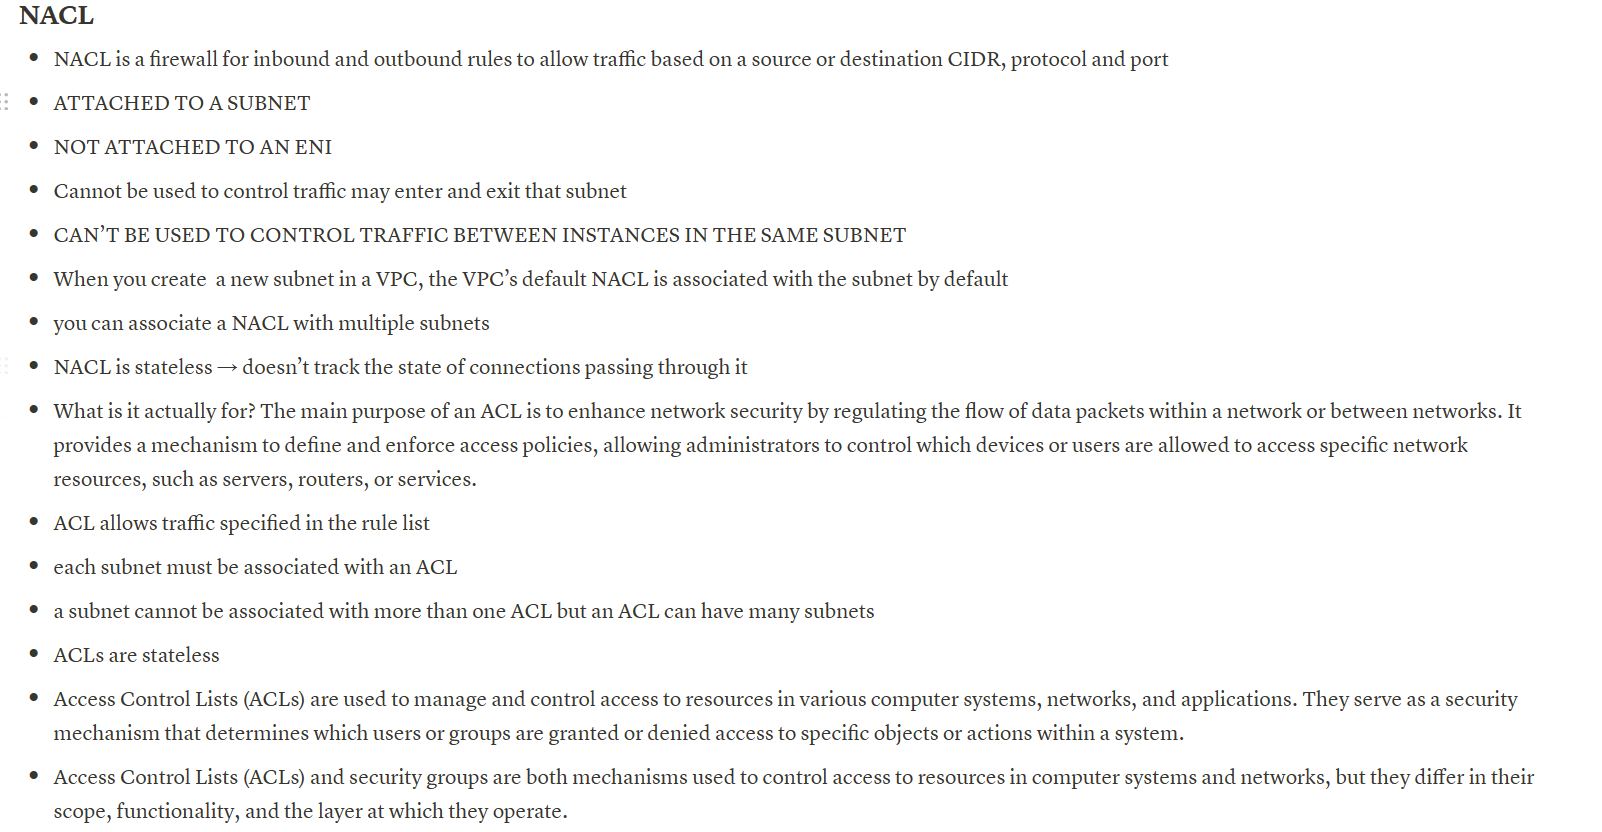 NACL
• NACL is a firewall for inbound and outbound rules to allow traffic based on a source or destination CIDR, protocol and port
• ATTACHED TO A SUBNET
• NOT ATTACHED TO AN ENI
• Cannot be used to control traffic may enter and exit that subnet
• CAN’T BE USED TO CONTROL TRAFFIC BETWEEN INSTANCES IN THE SAME SUBNET
• When you create  a new subnet in a VPC, the VPC’s default NACL is associated with the subnet by default
• you can associate a NACL with multiple subnets
• NACL is stateless → doesn’t track the state of connections passing through it
• What is it actually for? The main purpose of an ACL is to enhance network security by regulating the flow of data packets within a network or between networks. It
provides a mechanism to define and enforce access policies, allowing administrators to control which devices or users are allowed to access specific network
resources, such as servers, routers, or services.
• ACL allows traffic specified in the rule list
• each subnet must be associated with an ACL
• a subnet cannot be associated with more than one ACL but an ACL can have many subnets
• ACLs are stateless
• Access Control Lists (ACLs) are used to manage and control access to resources in various computer systems, networks, and applications. They serve as a security
mechanism that determines which users or groups are granted or denied access to specific objects or actions within a system.
• Access Control Lists (ACLs) and security groups are both mechanisms used to control access to resources in computer systems and networks, but they differ in their
scope, functionality, and the layer at which they operate.